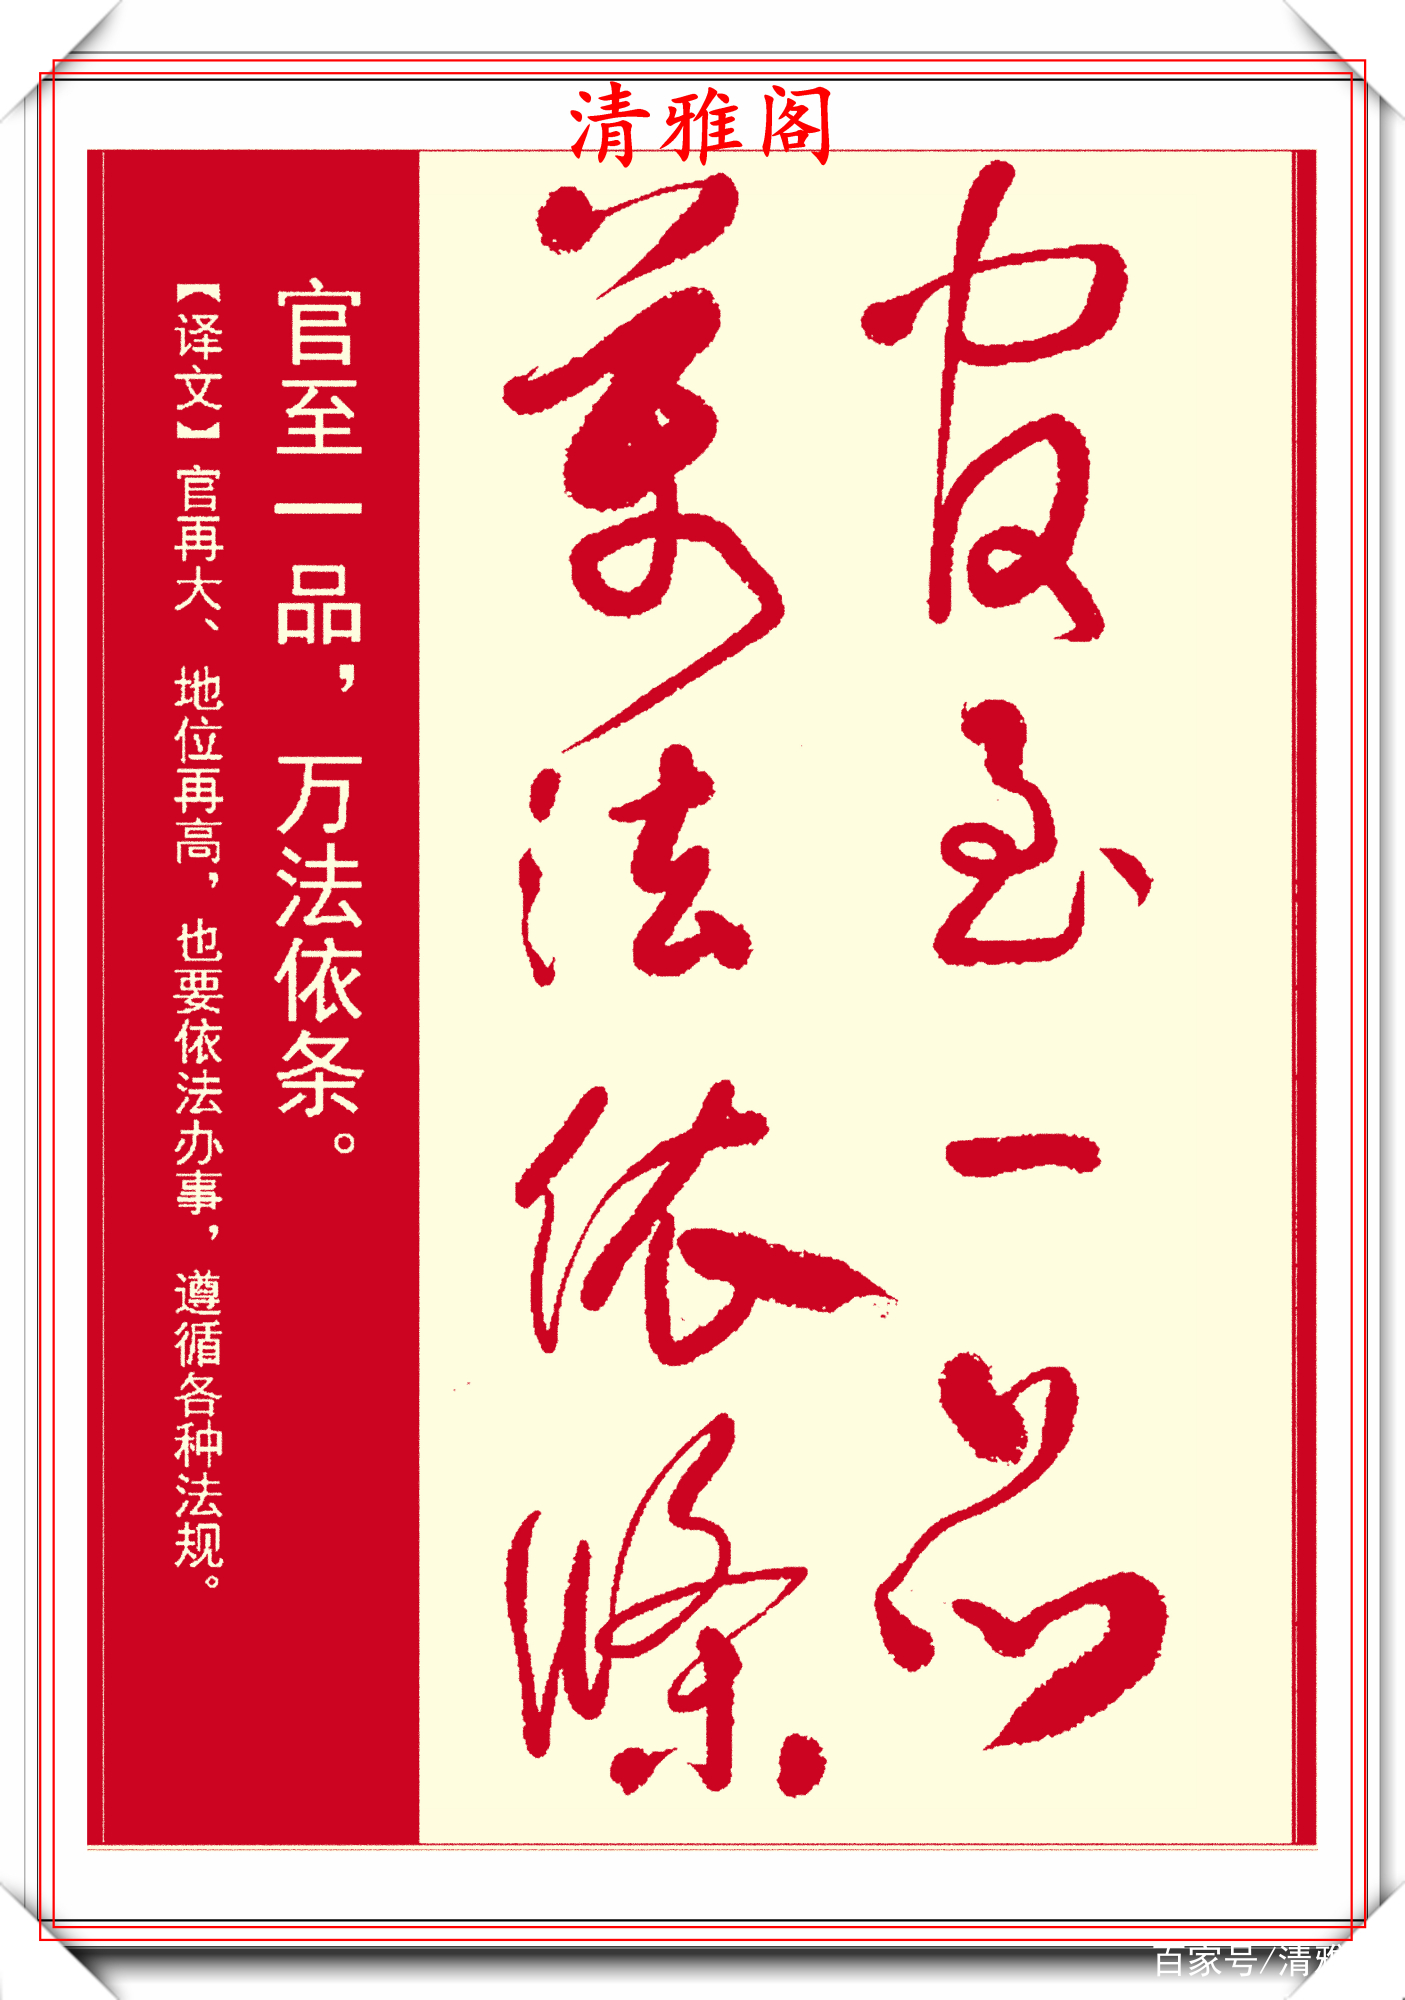 清雅阁
官至一品
萬法依條
官至一品，万法依条。
【译文】官再大、地位再高，也要依法办事，遵循各种法规。
百家号/清雅